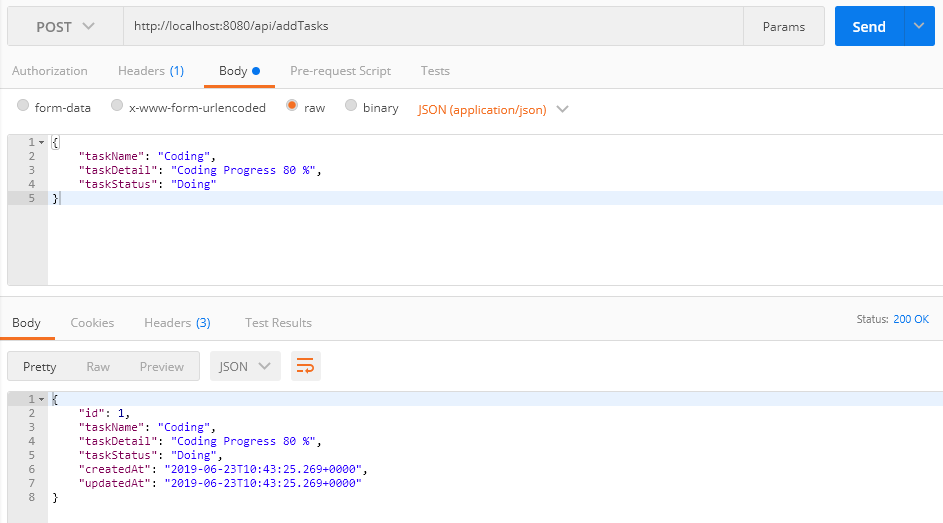 POST http://localhost:8080/api/addTasks Params Send
Authorization Headers (1) Body Pre-request Script Tests
form-data x-www-form-urlencoded raw binary JSON (application/json)
1 {
2 "taskName": "Coding",
3 "taskDetail": "Coding Progress 80 %",
4 "taskStatus": "Doing"
5 }
Body Cookies Headers (3) Test Results Status: 200 OK
Pretty Raw Preview JSON
1 {
2 "id": 1,
3 "taskName": "Coding",
4 "taskDetail": "Coding Progress 80 %",
5 "taskStatus": "Doing",
6 "createdAt": "2019-06-23T10:43:25.269+0000",
7 "updatedAt": "2019-06-23T10:43:25.269+0000"
8 }